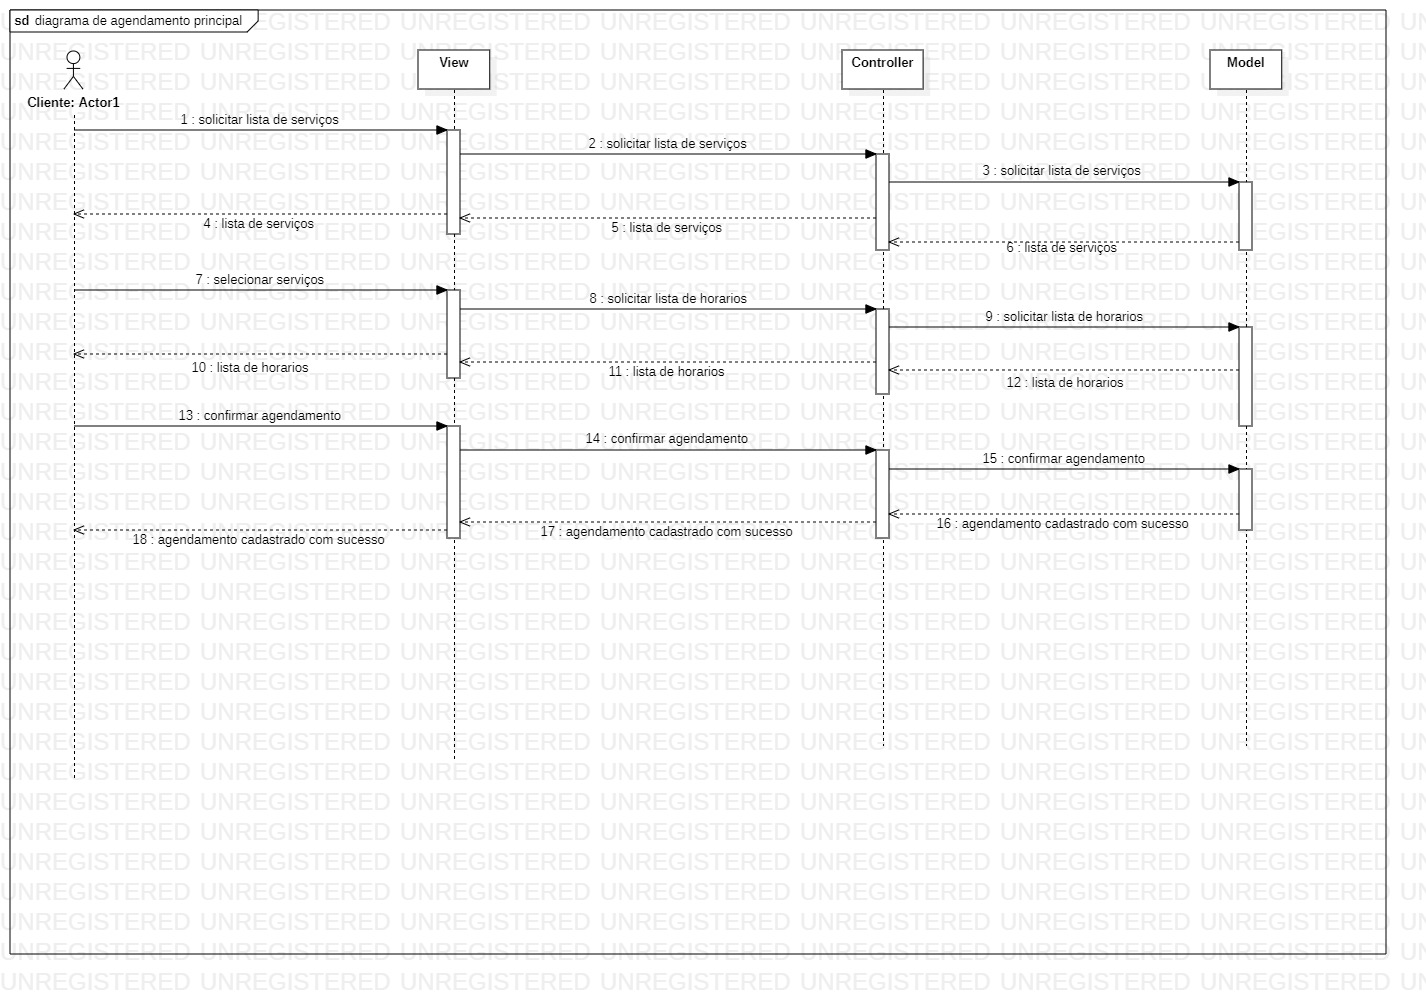 sd diagrama de agendamento principal
View
Controller
Model
Cliente: Actor1
1 : solicitar lista de serviços
2 : solicitar lista de serviços
3 : solicitar lista de serviços
4 : lista de serviços
5 : lista de serviços
6 : lista de serviços
7 : selecionar serviços
8 : solicitar lista de horarios
9 : solicitar lista de horarios
10 : lista de horarios
11 : lista de horarios
12 : lista de horarios
13 : confirmar agendamento
14 : confirmar agendamento
15 : confirmar agendamento
16 : agendamento cadastrado com sucesso
17 : agendamento cadastrado com sucesso
18 : agendamento cadastrado com sucesso
UNREGISTERED